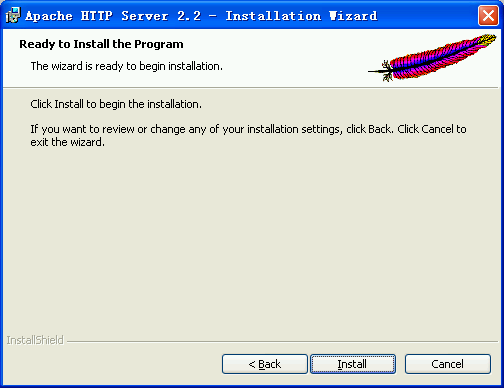 Apache HTTP Server 2.2 - Installation Wizard
Ready to Install the Program
The wizard is ready to begin installation.
Click Install to begin the installation.
If you want to review or change any of your installation settings, click Back. Click Cancel to
exit the wizard.
InstallShield
< Back Install Cancel